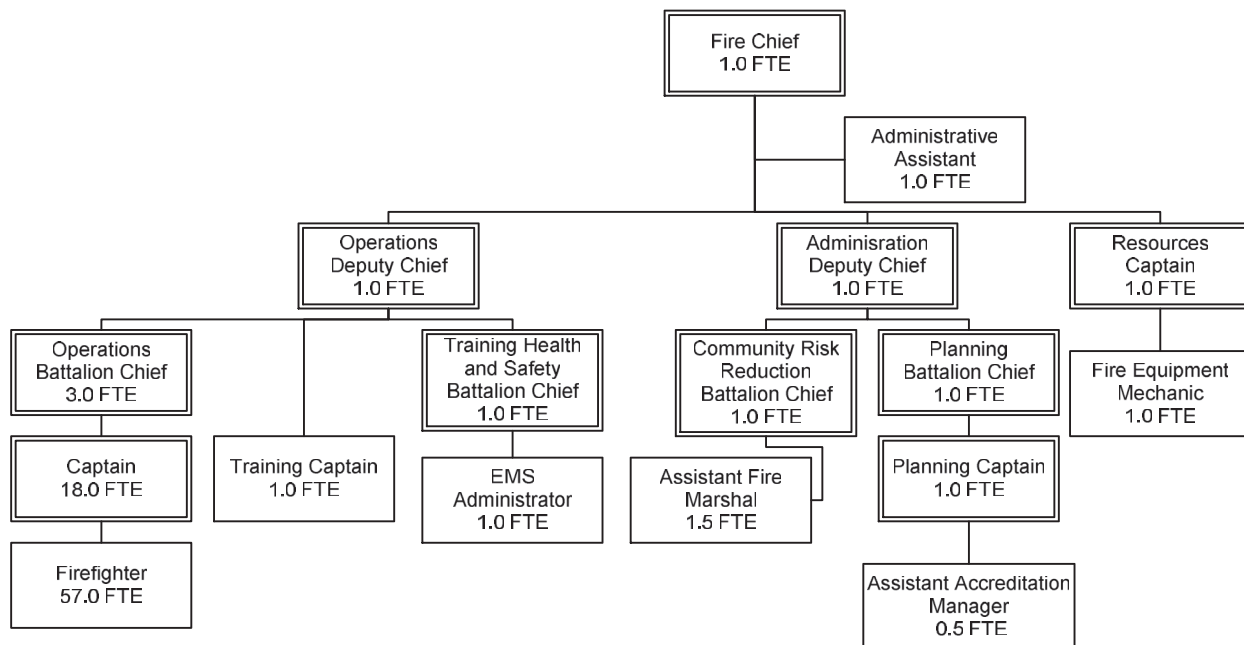 Fire Chief
1.0 FTE
Administrative
Assistant
1.0 FTE
Operations
Deputy Chief
1.0 FTE
Adminisration
Deputy Chief
1.0 FTE
Resources
Captain
1.0 FTE
Operations
Battalion Chief
3.0 FTE
Training Health
and Safety
Battalion Chief
1.0 FTE
Community Risk
Reduction
Battalion Chief
1.0 FTE
Planning
Battalion Chief
1.0 FTE
Fire Equipment
Mechanic
1.0 FTE
Captain
18.0 FTE
Training Captain
1.0 FTE
EMS
Administrator
1.0 FTE
Assistant Fire
Marshal
1.5 FTE
Planning Captain
1.0 FTE
Firefighter
57.0 FTE
Assistant Accreditation
Manager
0.5 FTE